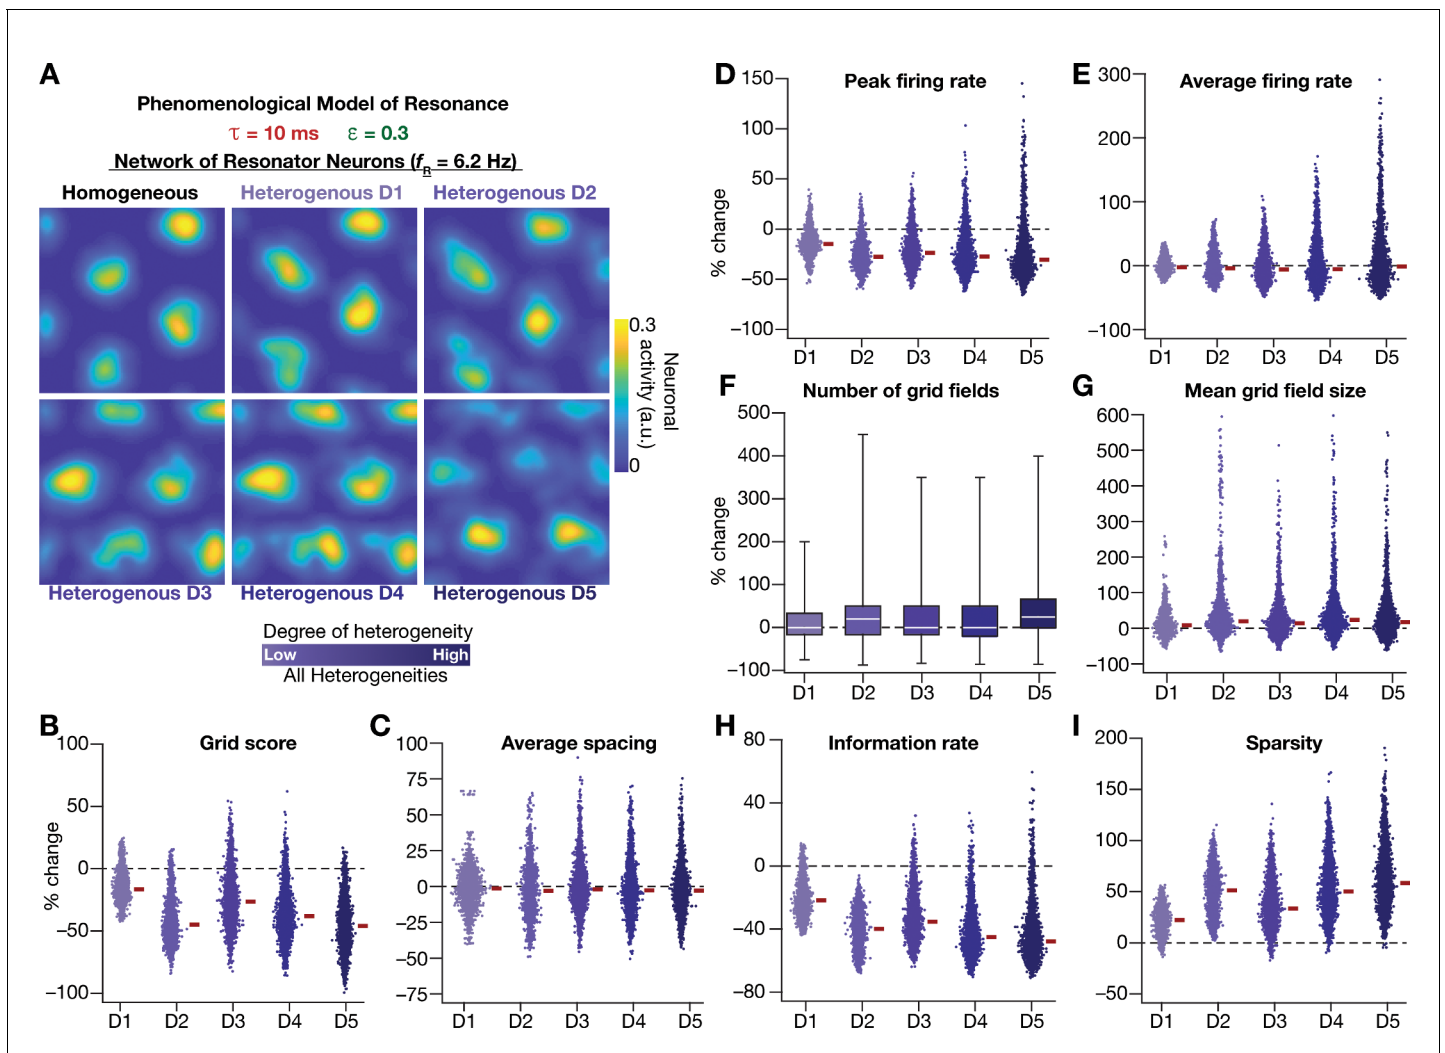 A
Phenomenological Model of Resonance
τ = 10 ms ε = 0.3
Network of Resonator Neurons (fR = 6.2 Hz)
Homogeneous Heterogenous D1 Heterogenous D2
0.3
Neuronal
activity (a.u.)
0
Heterogenous D3 Heterogenous D4 Heterogenous D5
Degree of heterogeneity
Low High
All Heterogeneities
B
Grid score
% change
100
50
0
−50
−100
D1 D2 D3 D4 D5
C
Average spacing
100
75
50
25
0
−25
−50
−75
D1 D2 D3 D4 D5
D
Peak firing rate
% change
150
100
50
0
−50
−100
D1 D2 D3 D4 D5
E
Average firing rate
300
200
100
0
−100
D1 D2 D3 D4 D5
F
Number of grid fields
% change
500
400
300
200
100
0
−100
D1 D2 D3 D4 D5
G
Mean grid field size
600
500
400
300
200
100
0
−100
D1 D2 D3 D4 D5
H
Information rate
80
40
0
−40
−80
D1 D2 D3 D4 D5
I
Sparsity
200
150
100
50
0
−50
D1 D2 D3 D4 D5